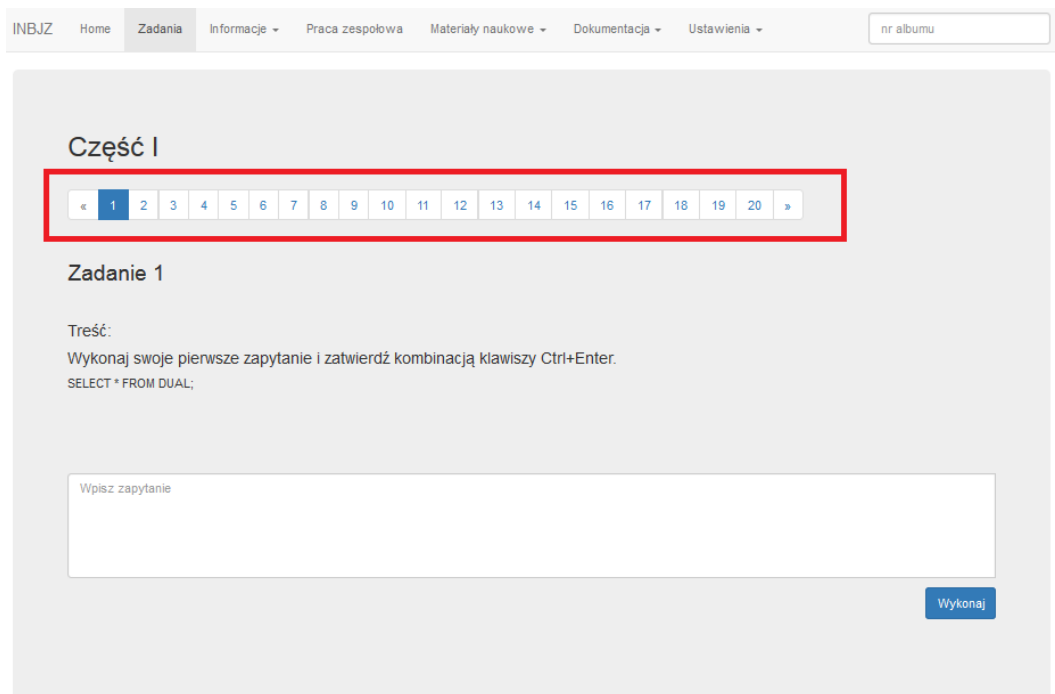 INBJZ Home Zadania Informacje Praca zespołowa Materiały naukowe Dokumentacja Ustawienia nr albumu
Część I
« 1 2 3 4 5 6 7 8 9 10 11 12 13 14 15 16 17 18 19 20 »
Zadanie 1
Treść:
Wykonaj swoje pierwsze zapytanie i zatwierdź kombinacją klawiszy Ctrl+Enter.
SELECT * FROM DUAL;
Wpisz zapytanie
Wykonaj